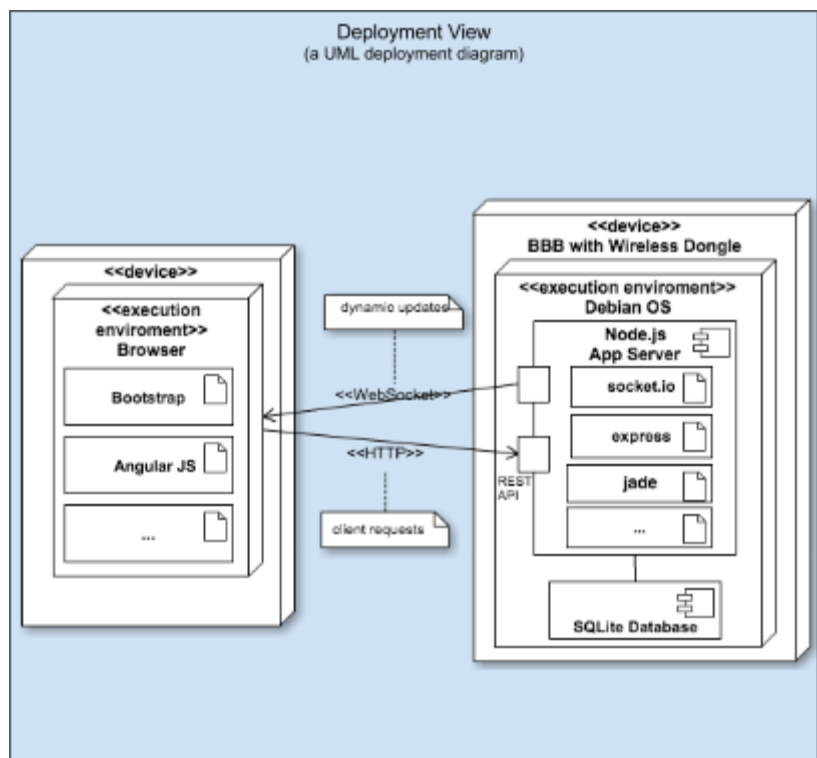 Deployment View
(a UML deployment diagram)
<<device>>
<<execution
enviroment>>
Browser
Bootstrap
Angular JS
...
dynamic updates
<<WebSocket>>
<<HTTP>>
client requests
<<device>>
BBB with Wireless Dongle
<<execution enviroment>>
Debian OS
Node.js
App Server
socket.io
express
jade
...
REST
API
SQLite Database